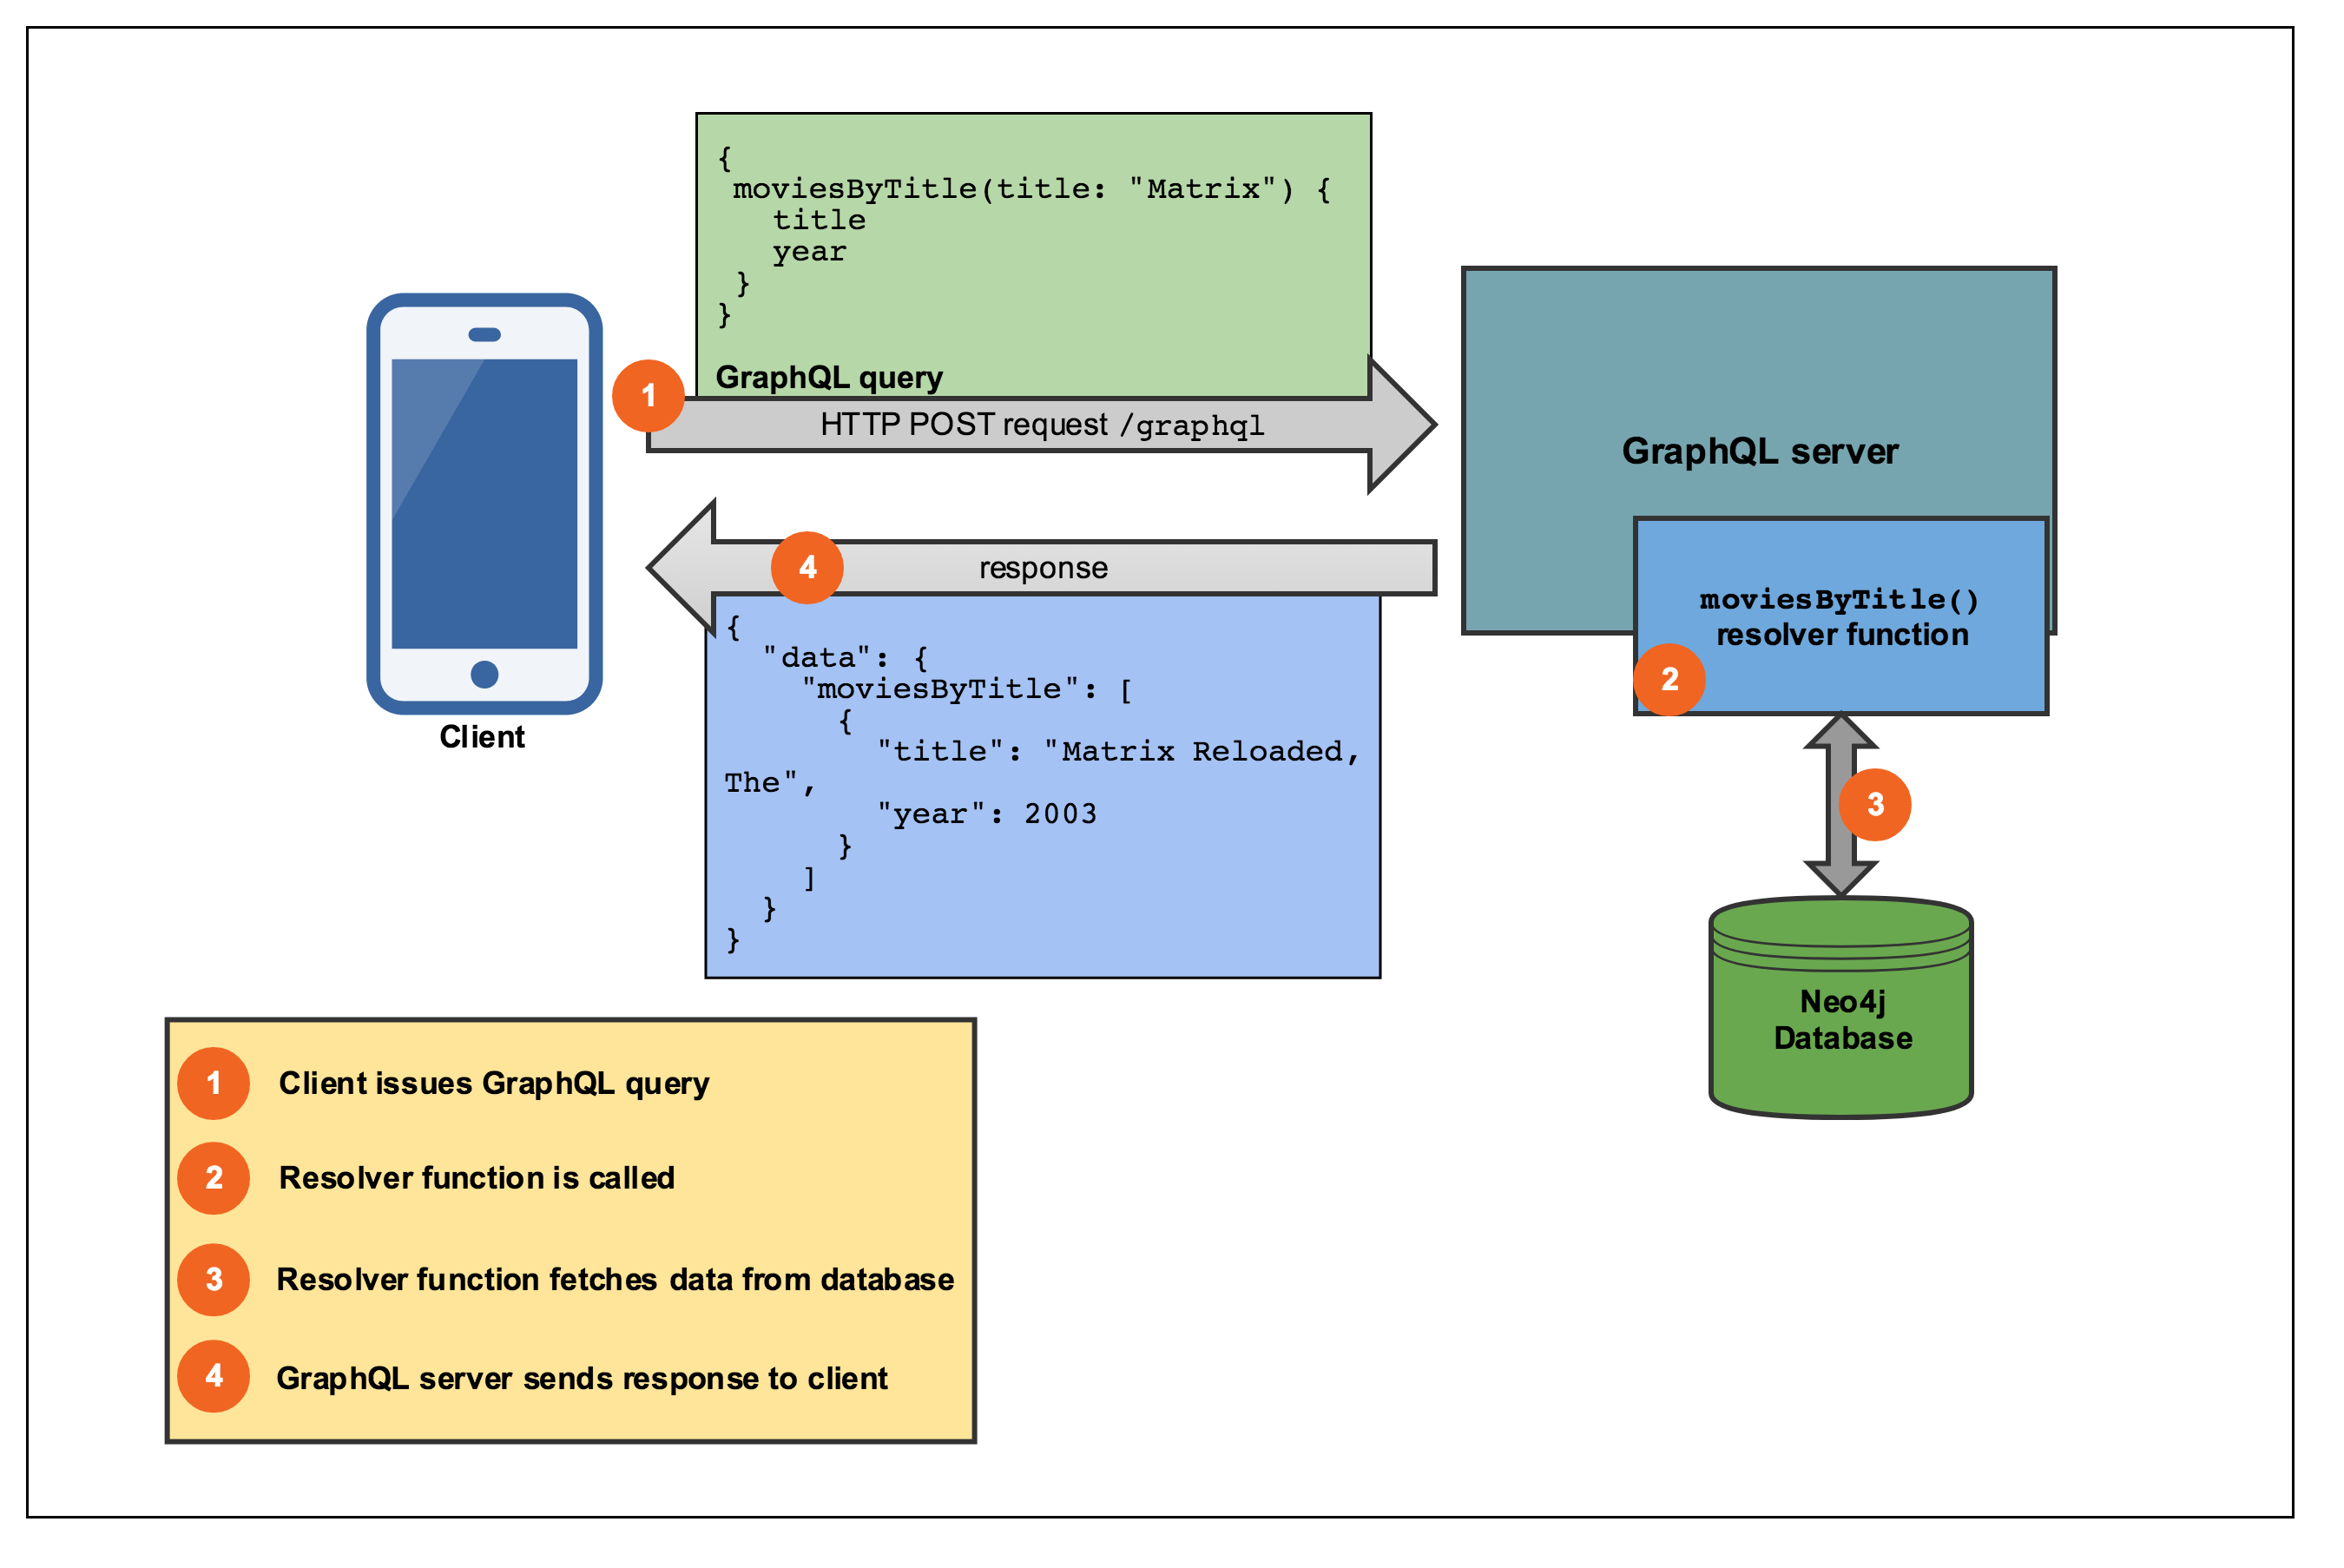 {
moviesByTitle(title: "Matrix") {
title
year
}
}
GraphQL query
1
HTTP POST request /graphql
GraphQL server
4
response
moviesByTitle()
resolver function
2
{
"data": {
"moviesByTitle": [
{
"title": "Matrix Reloaded,
The",
"year": 2003
}
]
}
}
Client
3
Neo4j
Database
1 Client issues GraphQL query
2 Resolver function is called
3 Resolver function fetches data from database
4 GraphQL server sends response to client